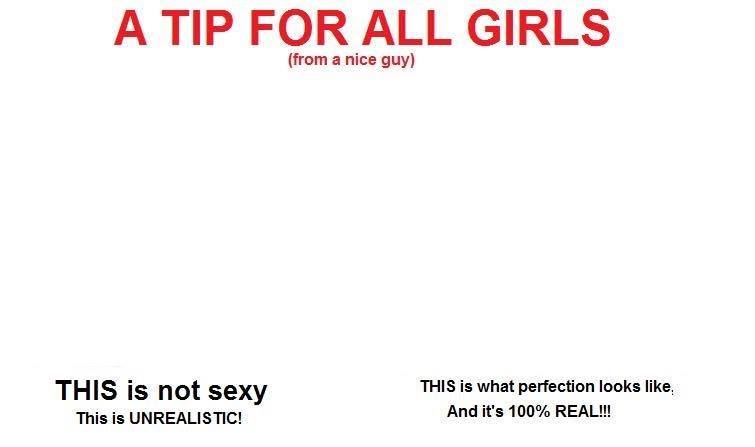 A TIP FOR ALL GIRLS
(from a nice guy)
THIS is not sexy
This is UNREALISTIC!
THIS is what perfection looks like,
And it's 100% REAL!!!